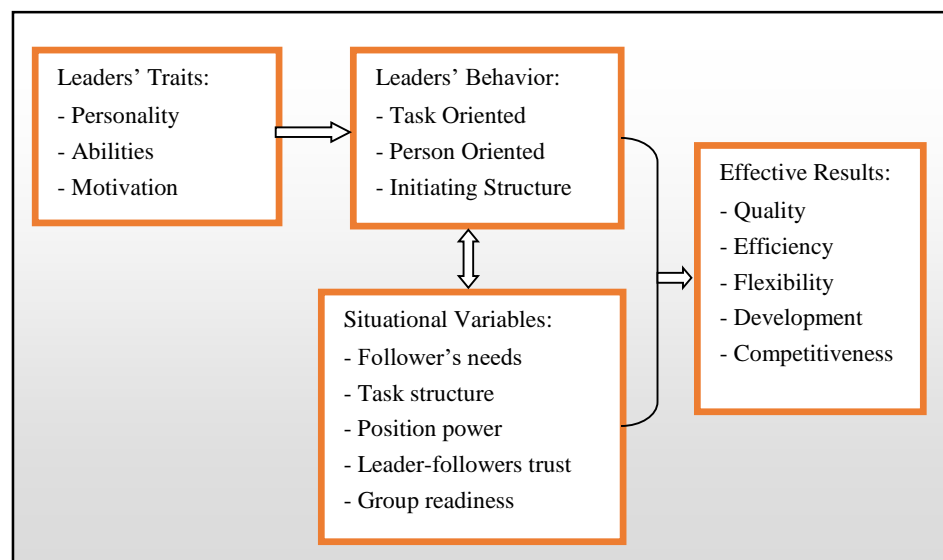 Leaders’ Traits:
- Personality
- Abilities
- Motivation
Leaders’ Behavior:
- Task Oriented
- Person Oriented
- Initiating Structure
Situational Variables:
- Follower’s needs
- Task structure
- Position power
- Leader-followers trust
- Group readiness
Effective Results:
- Quality
- Efficiency
- Flexibility
- Development
- Competitiveness